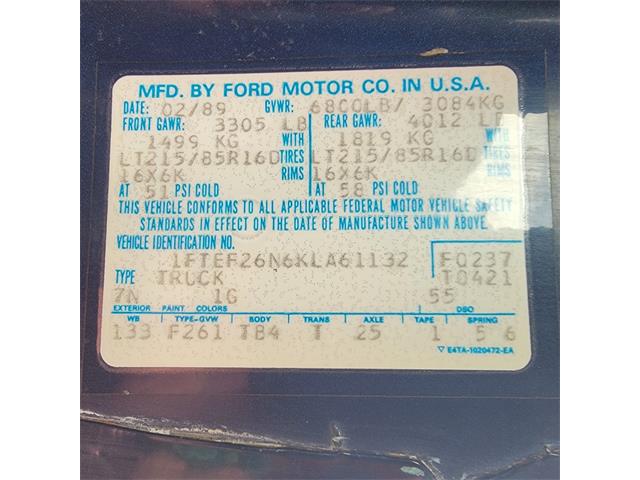 MFD. BY FORD MOTOR CO. IN U.S.A.
DATE: 02/89 GVWR: 6800LB/ 3084KG
FRONT GAWR: 3305 LB REAR GAWR: 4012 LB
1499 KG WITH 1819 KG WITH
LT215/85R16D TIRES LT215/85R16D TIRES
16X6K RIMS 16X6K RIMS
AT 51 PSI COLD AT 58 PSI COLD
THIS VEHICLE CONFORMS TO ALL APPLICABLE FEDERAL MOTOR VEHICLE SAFETY
STANDARDS IN EFFECT ON THE DATE OF MANUFACTURE SHOWN ABOVE.
VEHICLE IDENTIFICATION NO.
1FTEF26N6KLA61132 F0237
TYPE TRUCK T0421
7N 1G 55
EXTERIOR PAINT COLORS DSO
WB TYPE-GVW BODY TRANS AXLE TAPE SPRING
133 F261 TB4 T 25 1 5 6
▽ E4TA-1020472-EA